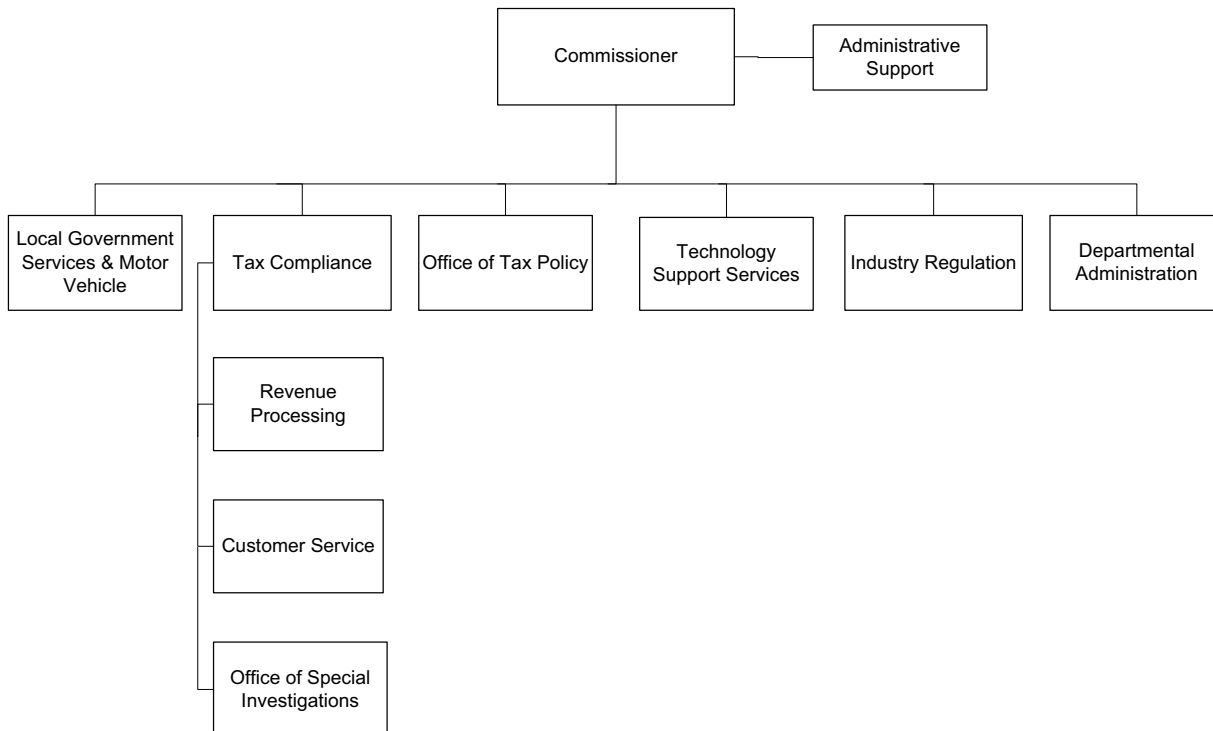 Commissioner
Administrative
Support
Local Government
Services & Motor
Vehicle
Tax Compliance
Office of Tax Policy
Technology
Support Services
Industry Regulation
Departmental
Administration
Revenue
Processing
Customer Service
Office of Special
Investigations